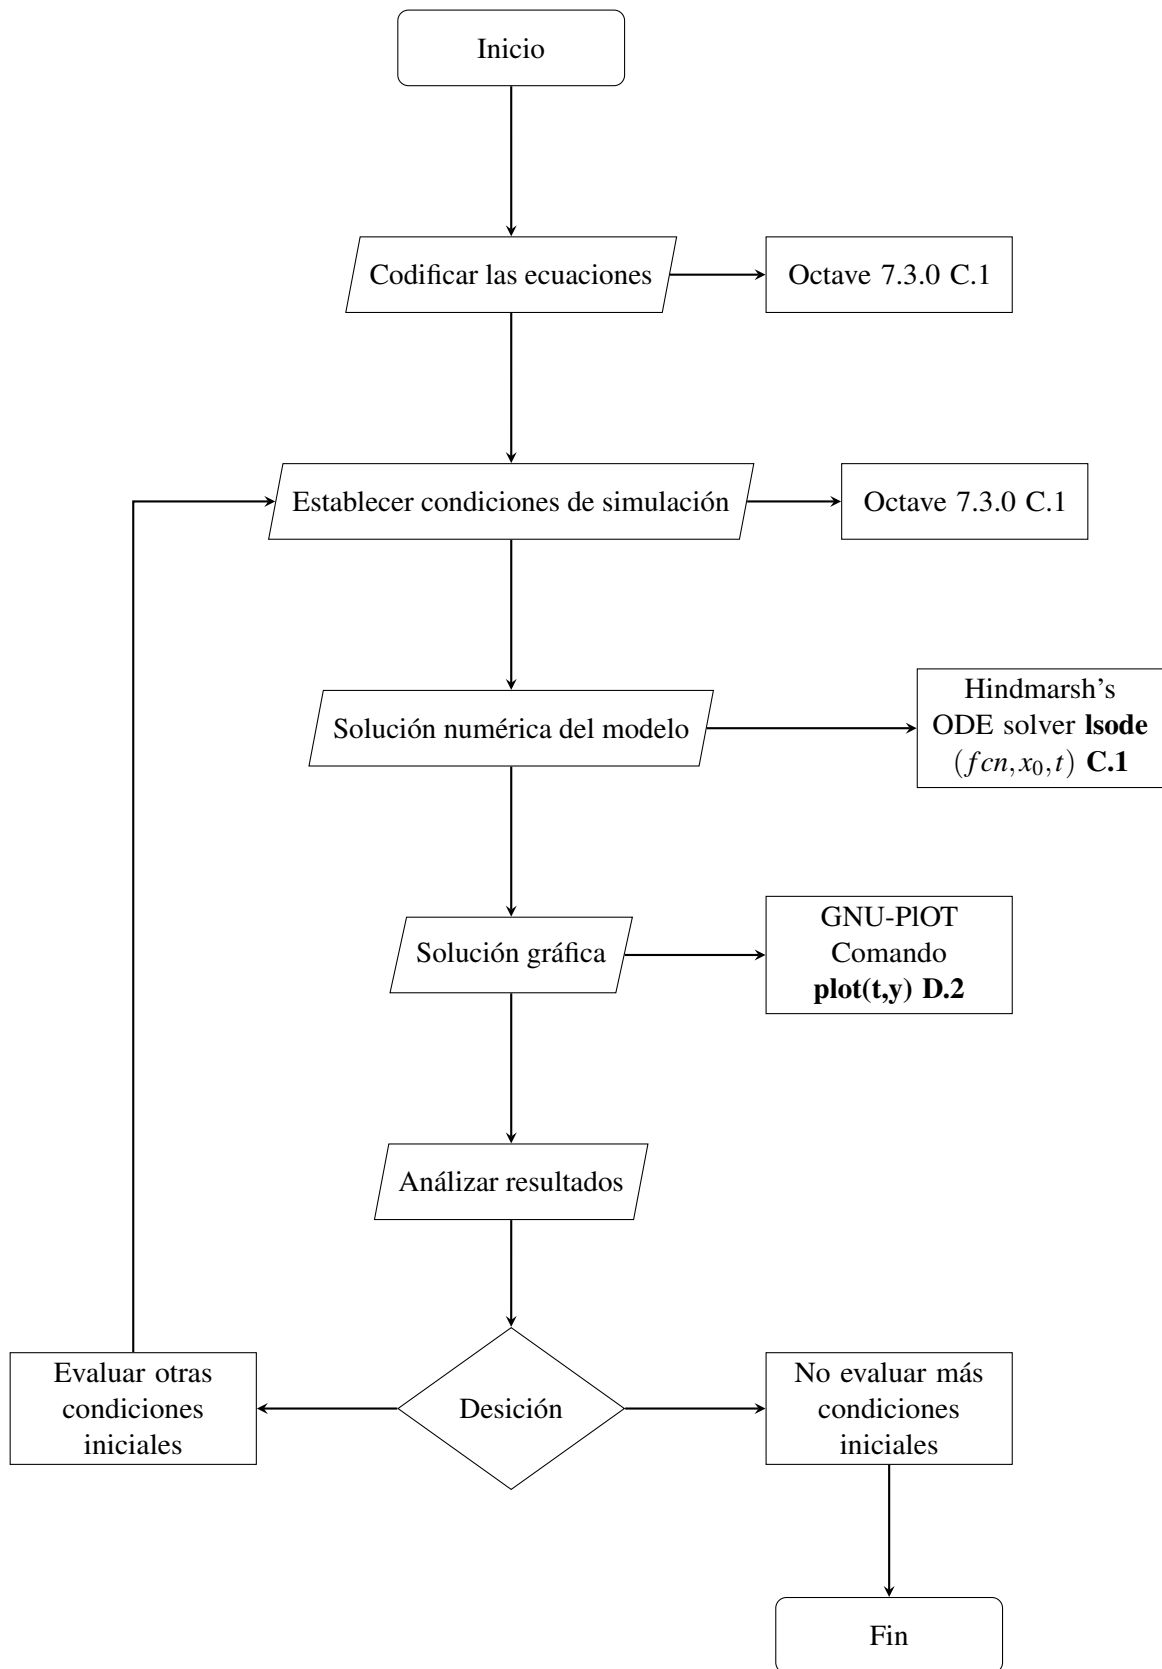 Inicio
Codificar las ecuaciones
Octave 7.3.0 C.1
Establecer condiciones de simulación
Octave 7.3.0 C.1
Solución numérica del modelo
Hindmarsh's
ODE solver lsode
(fcn,x₀,t) C.1
Solución gráfica
GNU-PlOT
Comando
plot(t,y) D.2
Análizar resultados
Evaluar otras
condiciones
iniciales
Desición
No evaluar más
condiciones
iniciales
Fin